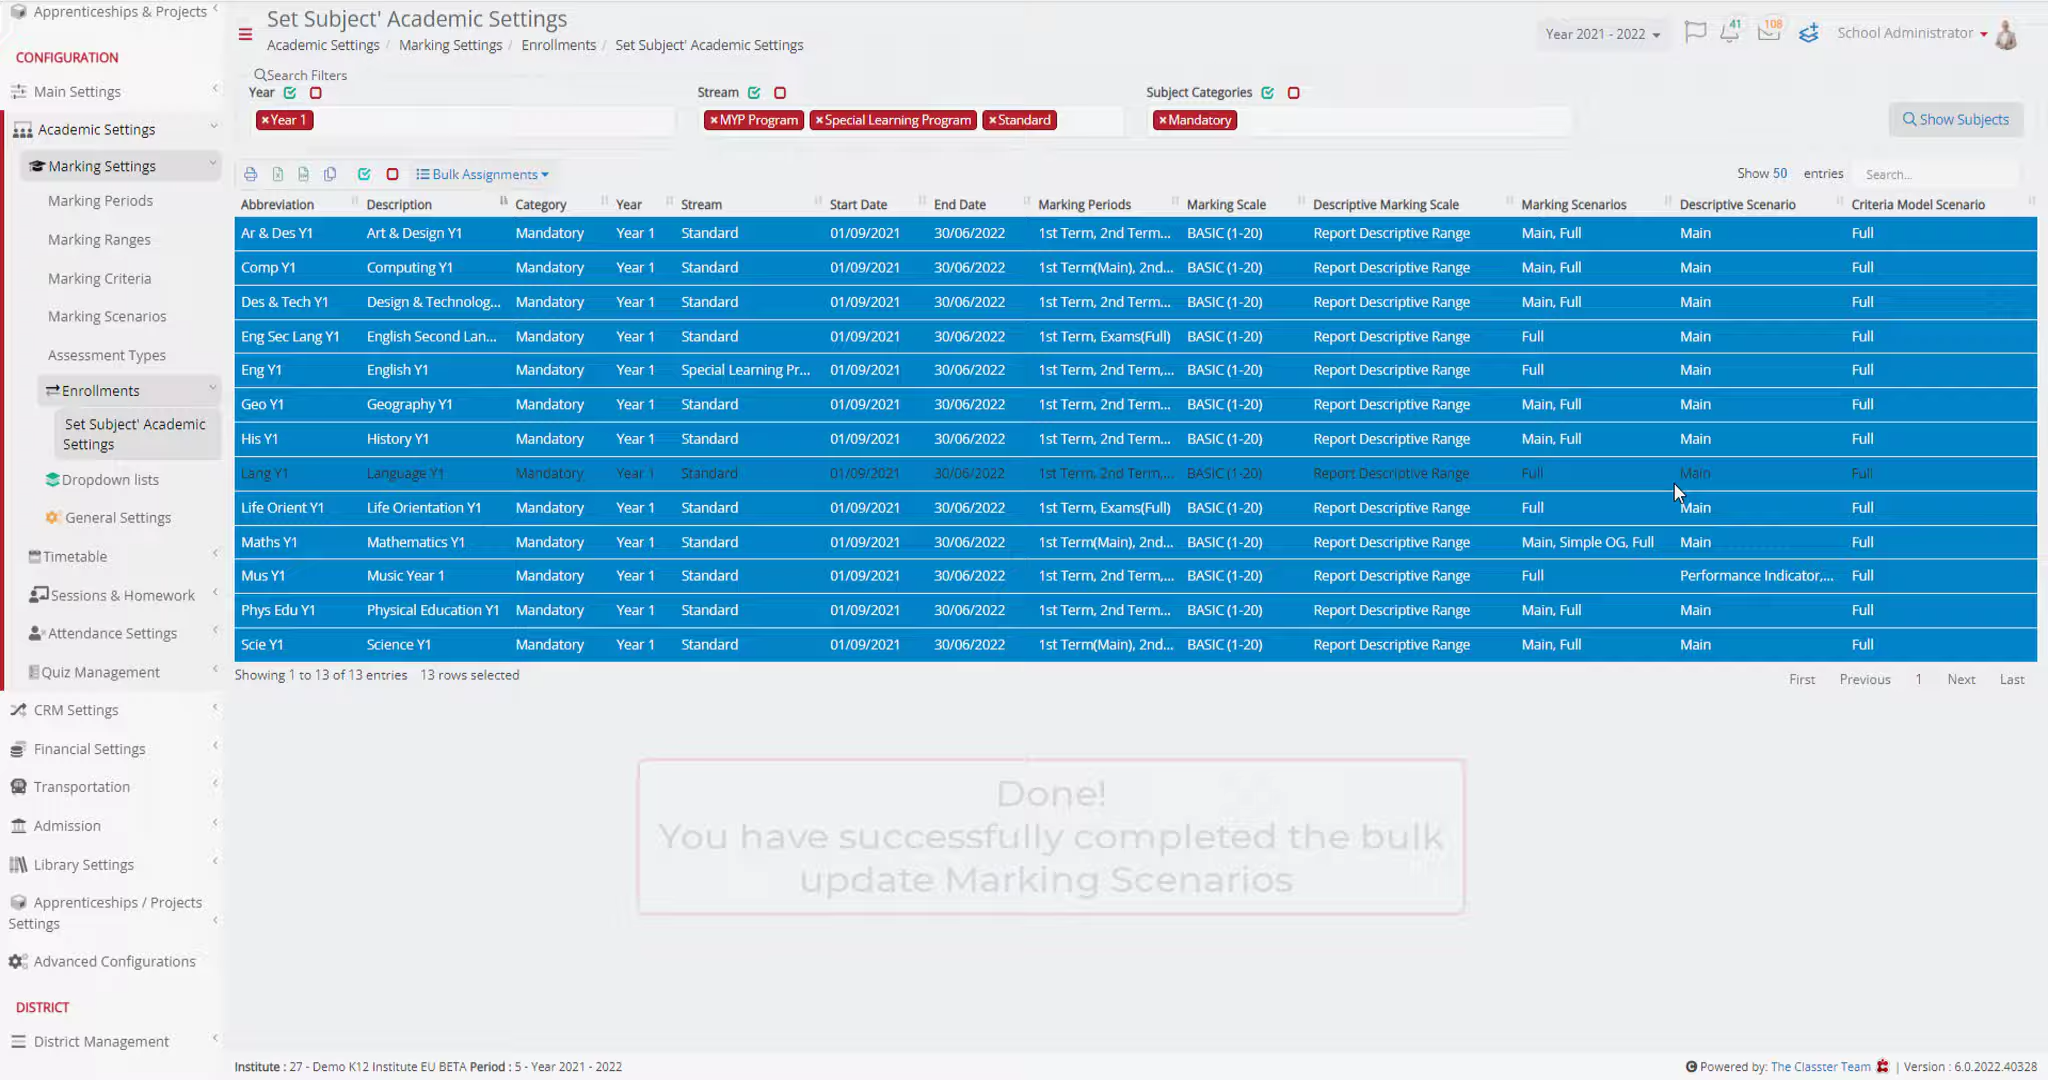 Apprenticeships & Projects
CONFIGURATION
Main Settings
Academic Settings
Marking Settings
Marking Periods
Marking Ranges
Marking Criteria
Marking Scenarios
Assessment Types
Enrollments
Set Subject' Academic
Settings
Dropdown lists
General Settings
Timetable
Sessions & Homework
Attendance Settings
Quiz Management
CRM Settings
Financial Settings
Transportation
Admission
Library Settings
Apprenticeships / Projects
Settings
Advanced Configurations
DISTRICT
District Management
Set Subject' Academic Settings
Academic Settings / Marking Settings / Enrollments / Set Subject' Academic Settings
Year 2021 - 2022 41 108 School Administrator
Search Filters
Year Stream Subject Categories
×Year 1 ×MYP Program ×Special Learning Program ×Standard ×Mandatory Show Subjects
Bulk Assignments Show 50 entries Search...
Abbreviation Description Category Year Stream Start Date End Date Marking Periods Marking Scale Descriptive Marking Scale Marking Scenarios Descriptive Scenario Criteria Model Scenario
Ar & Des Y1 Art & Design Y1 Mandatory Year 1 Standard 01/09/2021 30/06/2022 1st Term, 2nd Term... BASIC (1-20) Report Descriptive Range Main, Full Main Full
Comp Y1 Computing Y1 Mandatory Year 1 Standard 01/09/2021 30/06/2022 1st Term(Main), 2nd... BASIC (1-20) Report Descriptive Range Main, Full Main Full
Des & Tech Y1 Design & Technolog... Mandatory Year 1 Standard 01/09/2021 30/06/2022 1st Term, 2nd Term... BASIC (1-20) Report Descriptive Range Main, Full Main Full
Eng Sec Lang Y1 English Second Lan... Mandatory Year 1 Standard 01/09/2021 30/06/2022 1st Term, Exams(Full) BASIC (1-20) Report Descriptive Range Full Main Full
Eng Y1 English Y1 Mandatory Year 1 Special Learning Pr... 01/09/2021 30/06/2022 1st Term, 2nd Term,... BASIC (1-20) Report Descriptive Range Full Main Full
Geo Y1 Geography Y1 Mandatory Year 1 Standard 01/09/2021 30/06/2022 1st Term, 2nd Term... BASIC (1-20) Report Descriptive Range Main, Full Main Full
His Y1 History Y1 Mandatory Year 1 Standard 01/09/2021 30/06/2022 1st Term, 2nd Term... BASIC (1-20) Report Descriptive Range Main, Full Main Full
Lang Y1 Language Y1 Mandatory Year 1 Standard 01/09/2021 30/06/2022 1st Term, 2nd Term,... BASIC (1-20) Report Descriptive Range Full Main Full
Life Orient Y1 Life Orientation Y1 Mandatory Year 1 Standard 01/09/2021 30/06/2022 1st Term, Exams(Full) BASIC (1-20) Report Descriptive Range Full Main Full
Maths Y1 Mathematics Y1 Mandatory Year 1 Standard 01/09/2021 30/06/2022 1st Term(Main), 2nd... BASIC (1-20) Report Descriptive Range Main, Simple OG, Full Main Full
Mus Y1 Music Year 1 Mandatory Year 1 Standard 01/09/2021 30/06/2022 1st Term, 2nd Term,... BASIC (1-20) Report Descriptive Range Full Performance Indicator,... Full
Phys Edu Y1 Physical Education Y1 Mandatory Year 1 Standard 01/09/2021 30/06/2022 1st Term, 2nd Term... BASIC (1-20) Report Descriptive Range Main, Full Main Full
Scie Y1 Science Y1 Mandatory Year 1 Standard 01/09/2021 30/06/2022 1st Term(Main), 2nd... BASIC (1-20) Report Descriptive Range Main, Full Main Full
Showing 1 to 13 of 13 entries 13 rows selected First Previous 1 Next Last
Done!
You have successfully completed the bulk
update Marking Scenarios
Institute : 27 - Demo K12 Institute EU BETA Period : 5 - Year 2021 - 2022 Powered by: The Classter Team | Version : 6.0.2022.40328